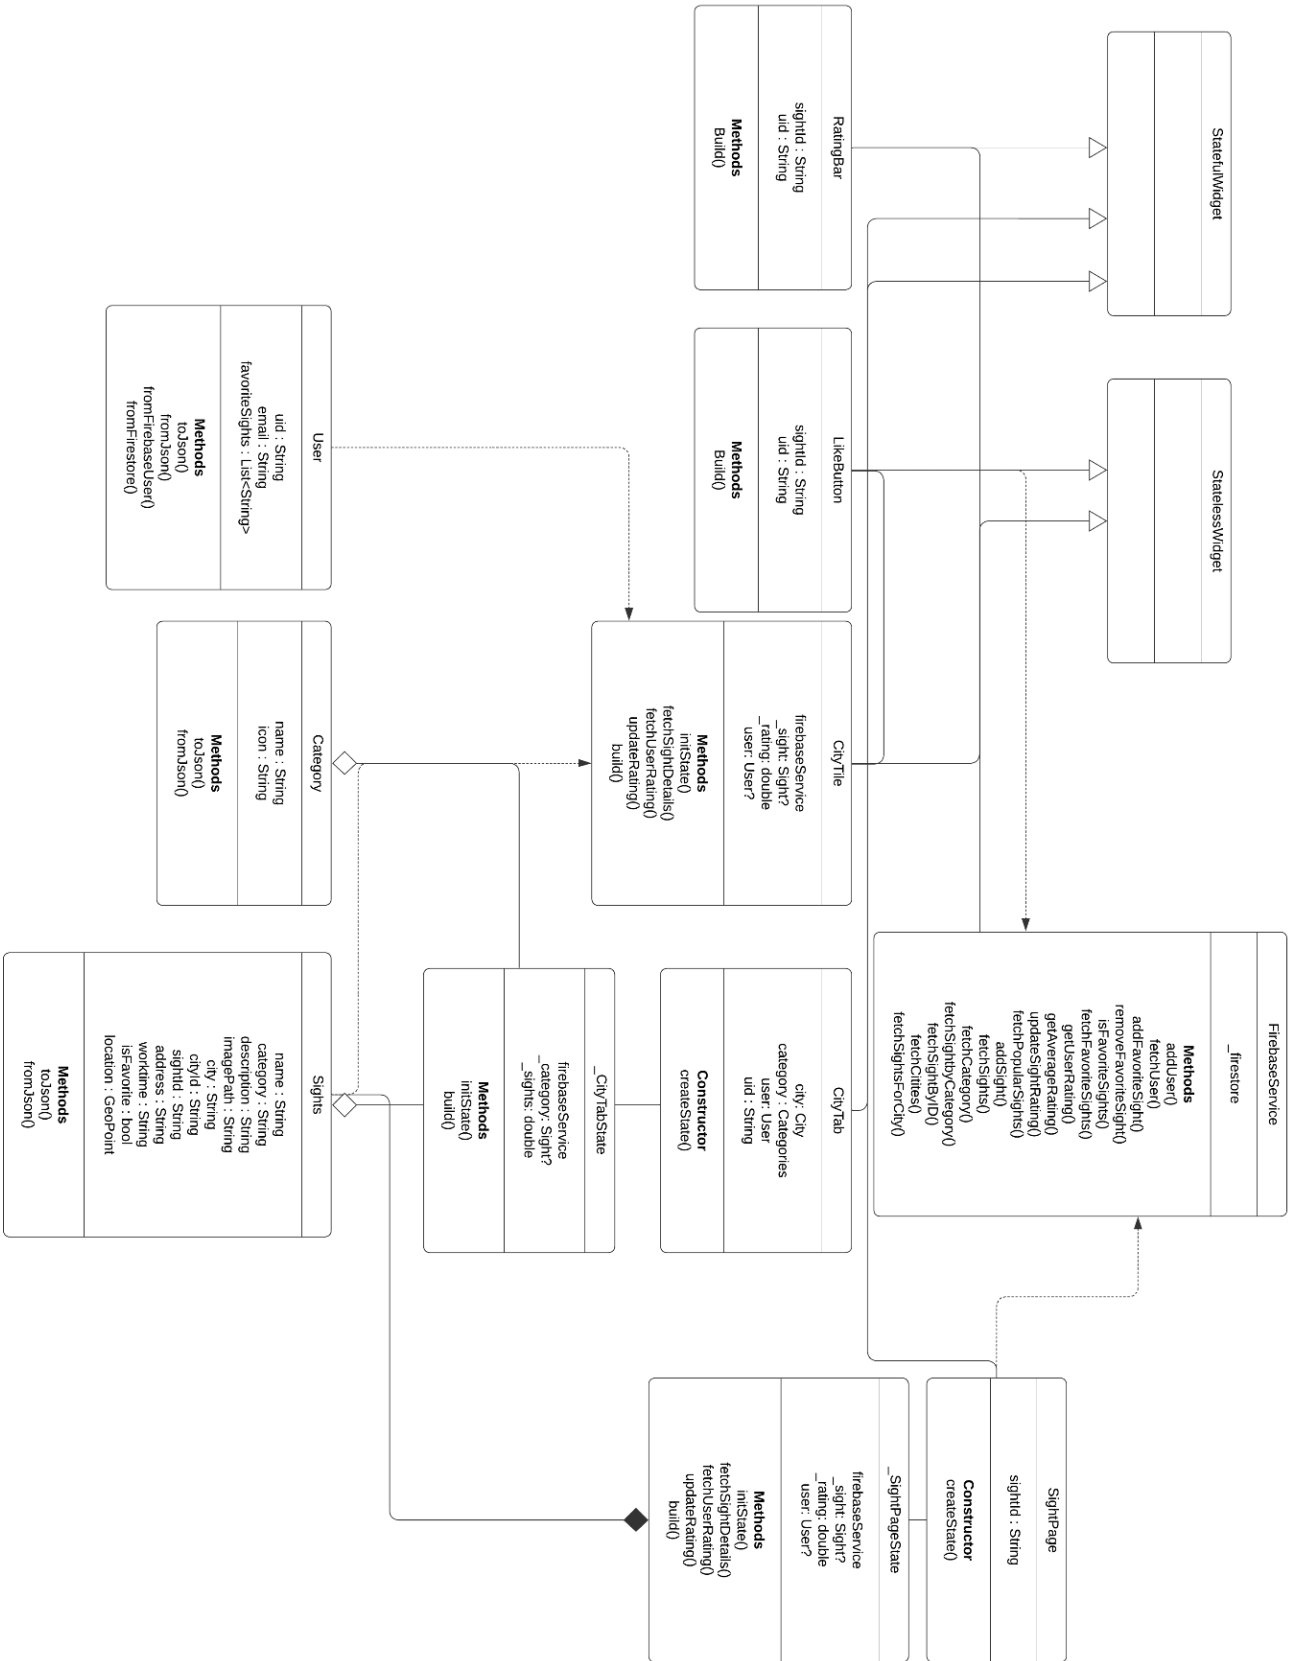 StatefulWidget
StatelessWidget
FirebaseService
_firestore
Methods
addUser()
fetchUser()
addFavoriteSight()
removeFavoriteSight()
isFavoriteSights()
fetchFavoriteSights()
getUserRating()
getAverageRating()
updateSightRating()
fetchPopularSights()
addSight()
fetchSights()
fetchCategory()
fetchSightbyCategory()
fetchSightByID()
fetchCitites()
fetchSightsForCity()
SightPage
sightId : String
Constructor
createState()
RatingBar
sightId : String
uid : String
Methods
Build()
LikeButton
sightId : String
uid : String
Methods
Build()
CityTile
firebaseService
_sight: Sight?
_rating: double
user: User?
Methods
initState()
fetchSightDetails()
fetchUserRating()
updateRating()
build()
CityTab
city: City
category : Categories
user: User
uid : String
Constructor
createState()
_SightPageState
firebaseService
_sight: Sight?
_rating: double
user: User?
Methods
initState()
fetchSightDetails()
fetchUserRating()
updateRating()
build()
_CityTabState
firebaseService
_category: Sight?
_sights: double
Methods
initState()
build()
User
uid : String
email : String
favoriteSights : List<String>
Methods
toJson()
fromJson()
fromFirebaseUser()
fromFirestore()
Category
name : String
icon : String
Methods
toJson()
fromJson()
Sights
name : String
category : String
description : String
imagePath : String
city : String
cityId : String
sightId : String
address : String
worktime : String
isFavorite : bool
location : GeoPoint
Methods
toJson()
fromJson()